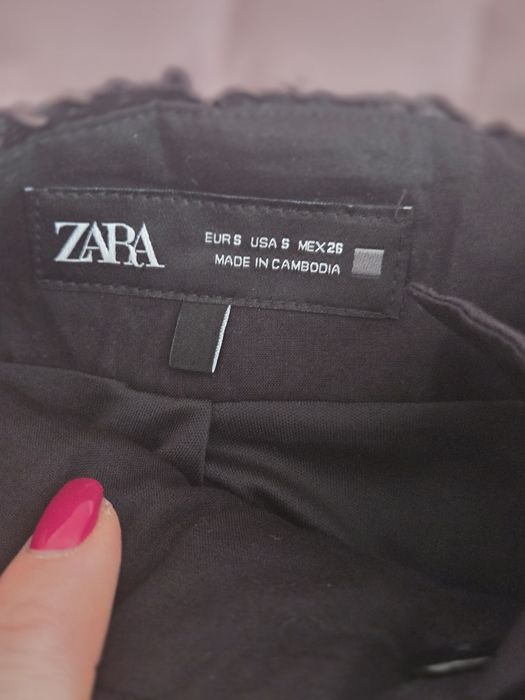 ZARA
EUR S USA S MEX 26
MADE IN CAMBODIA